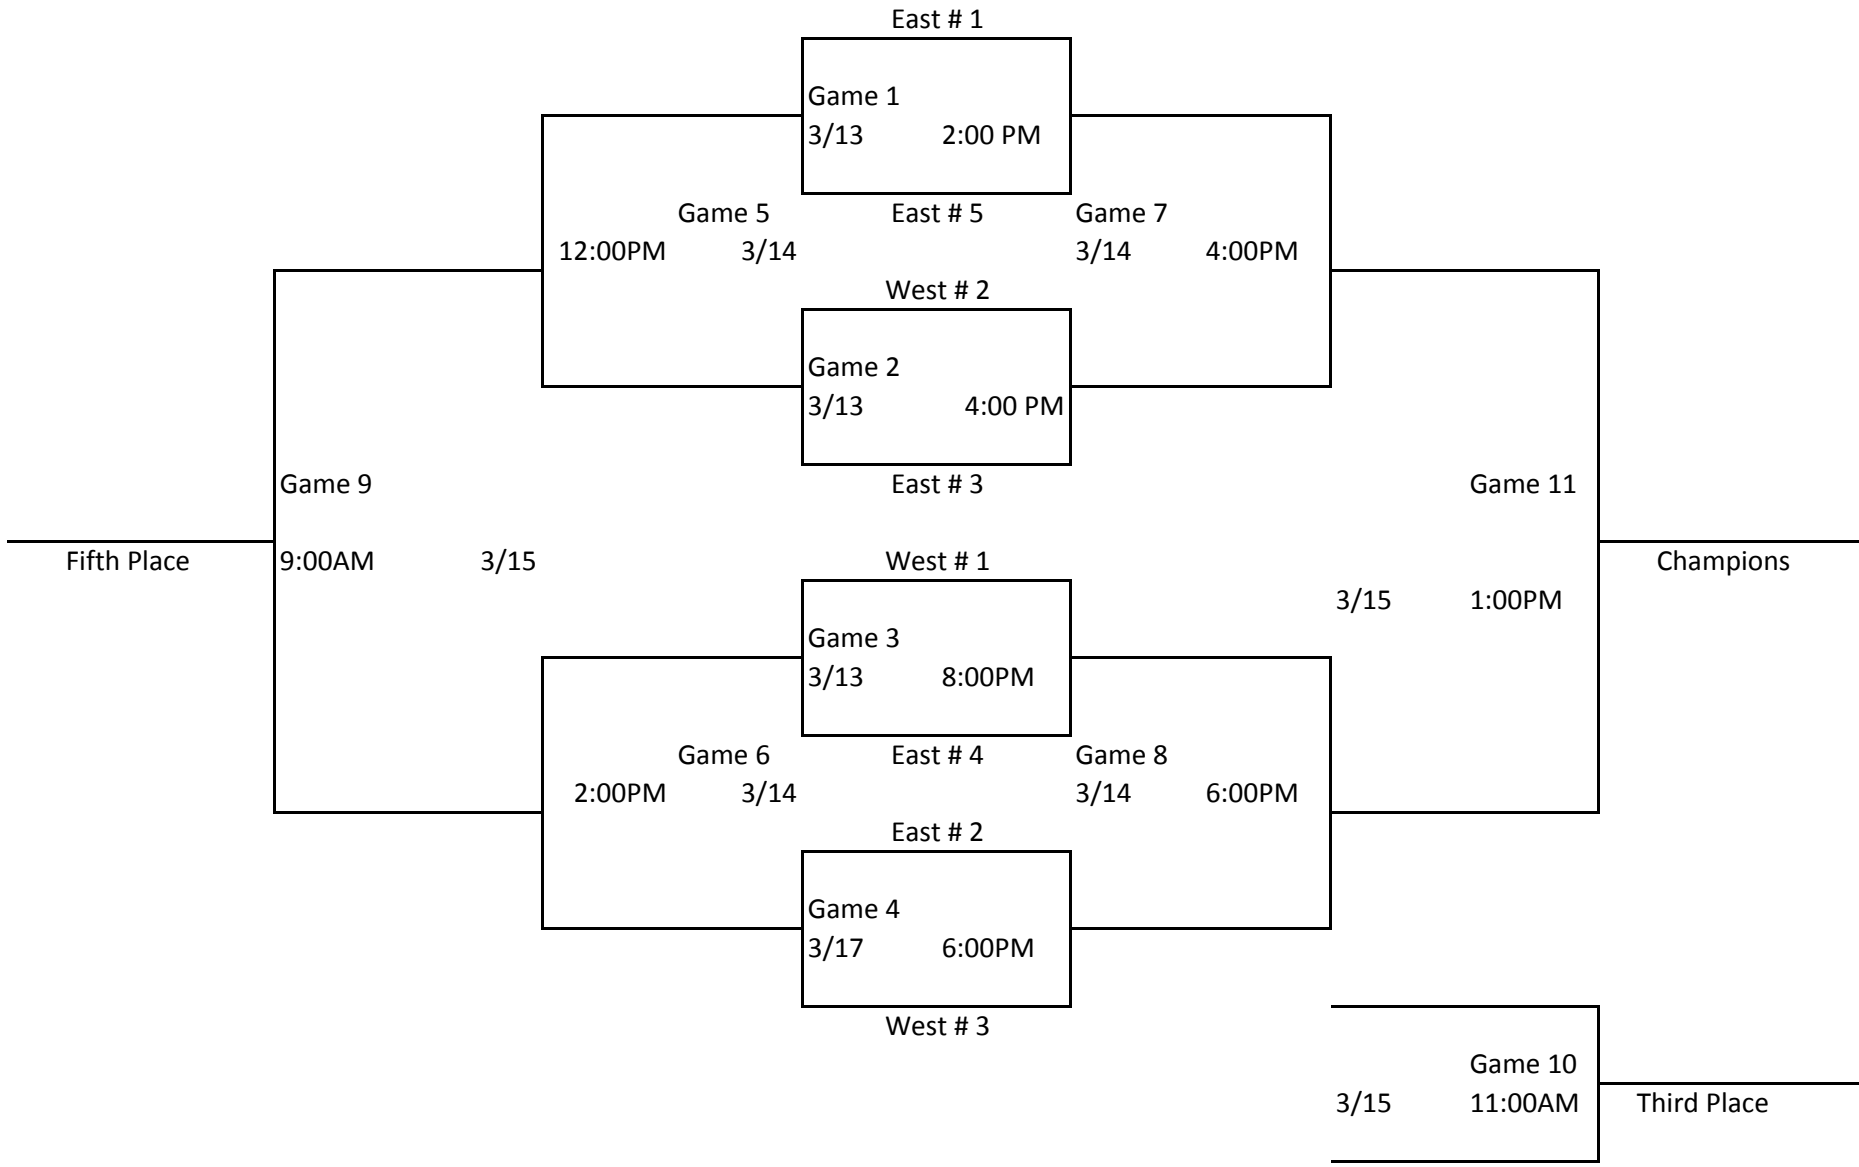 East # 1
Game 1
3/13 2:00 PM
Game 5 East # 5 Game 7
12:00PM 3/14 3/14 4:00PM
West # 2
Game 2
3/13 4:00 PM
Game 9 East # 3 Game 11
Fifth Place 9:00AM 3/15 West # 1 Champions
3/15 1:00PM
Game 3
3/13 8:00PM
Game 6 East # 4 Game 8
2:00PM 3/14 3/14 6:00PM
East # 2
Game 4
3/17 6:00PM
West # 3
Game 10
3/15 11:00AM Third Place